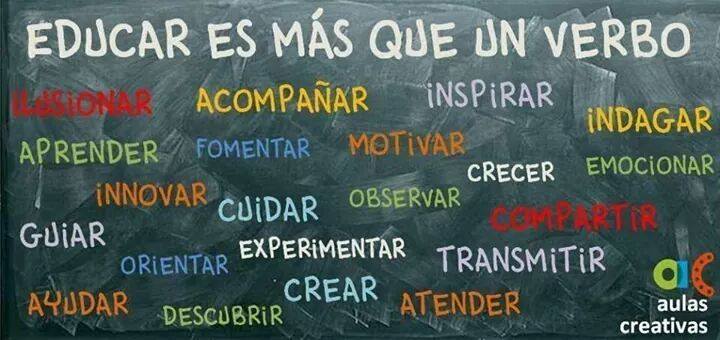 EDUCAR ES MÁS QUE UN VERBO
iLUSiONAR
ACOMPAÑAR
iNSPiRAR
iNDAGAR
APRENDER
FOMENTAR
MOTiVAR
CRECER
EMOCiONAR
iNNOVAR
CUiDAR
OBSERVAR
COMPARTiR
GUiAR
ORiENTAR
EXPERiMENTAR
TRANSMiTiR
AYUDAR
DESCUBRiR
CREAR
ATENDER
aulas
creativas